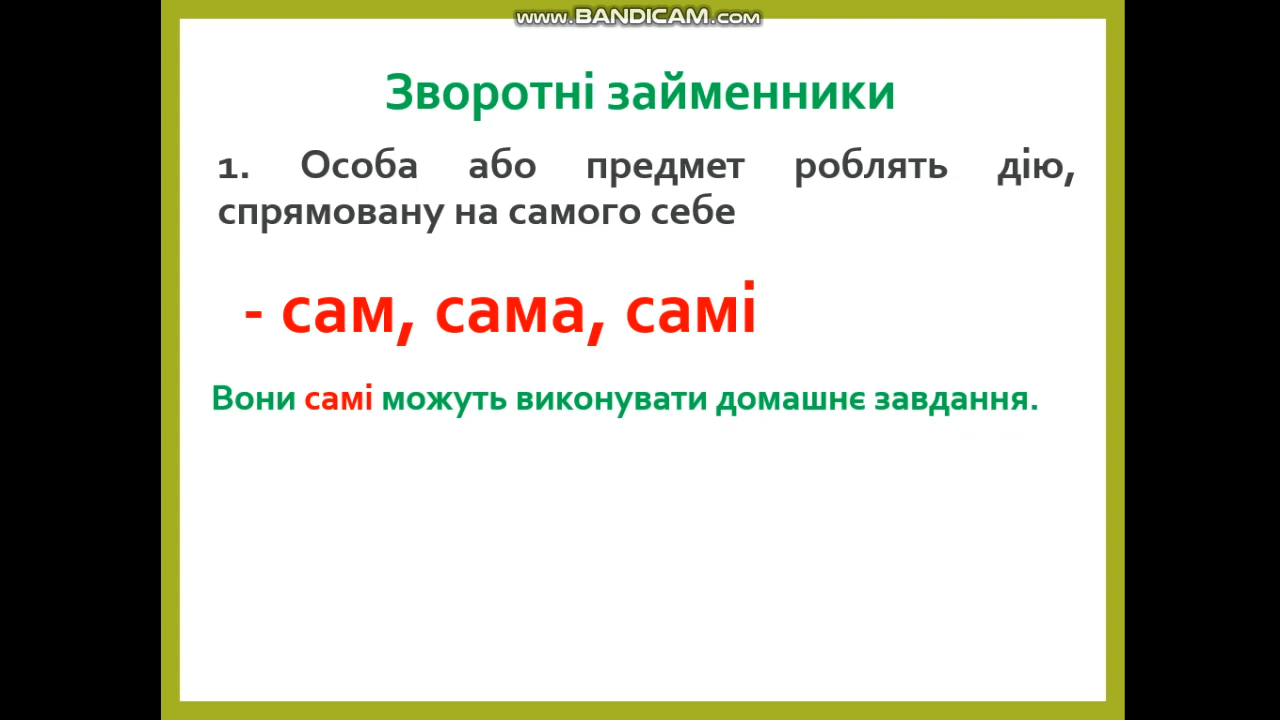 www.BANDICAM.com
Зворотні займенники
1. Особа або предмет роблять дію,
спрямовану на самого себе
- сам, сама, самі
Вони самі можуть виконувати домашнє завдання.